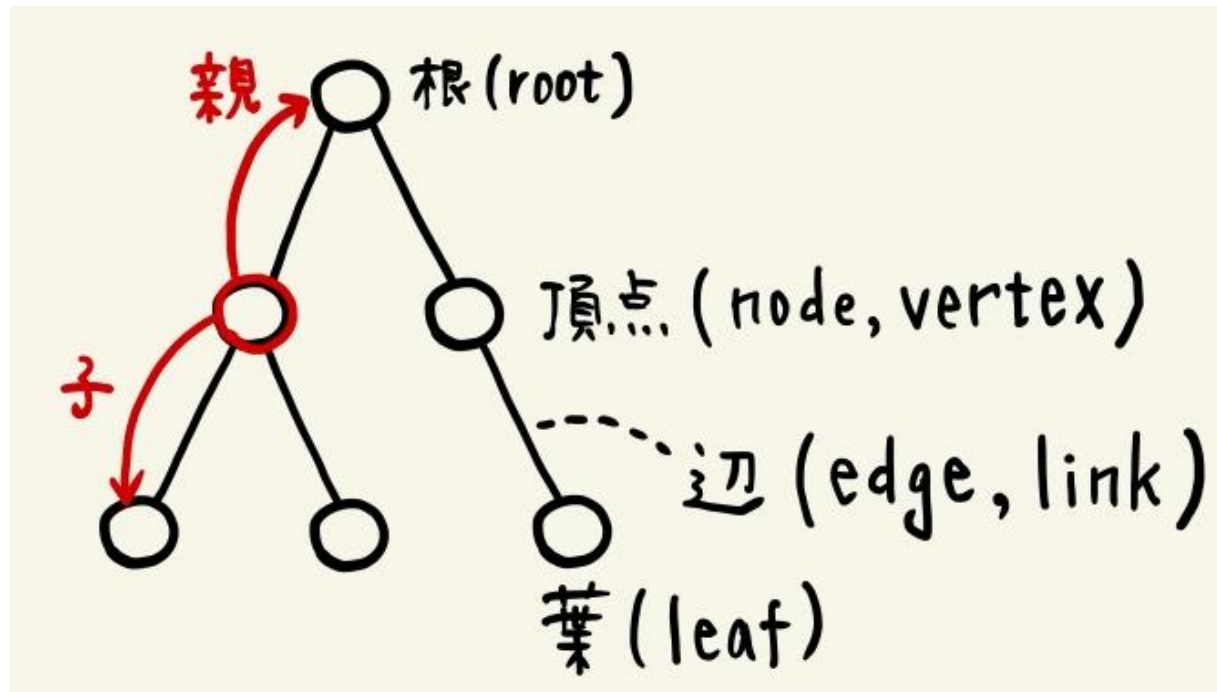 親
根(root)
頂点(node,vertex)
子
辺(edge,link)
葉(leaf)